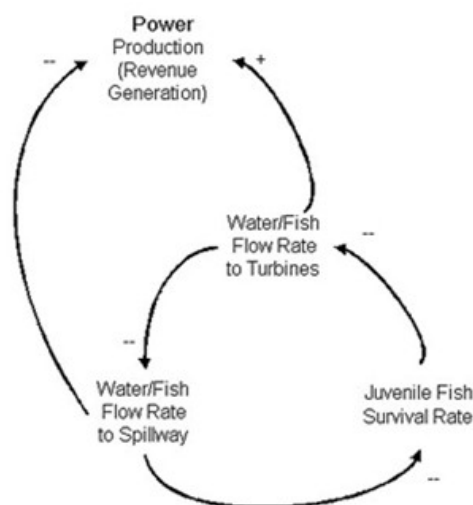 Power
Production
(Revenue
Generation)
--
+
Water/Fish
Flow Rate
to Turbines
--
--
Water/Fish
Flow Rate
to Spillway
Juvenile Fish
Survival Rate
--